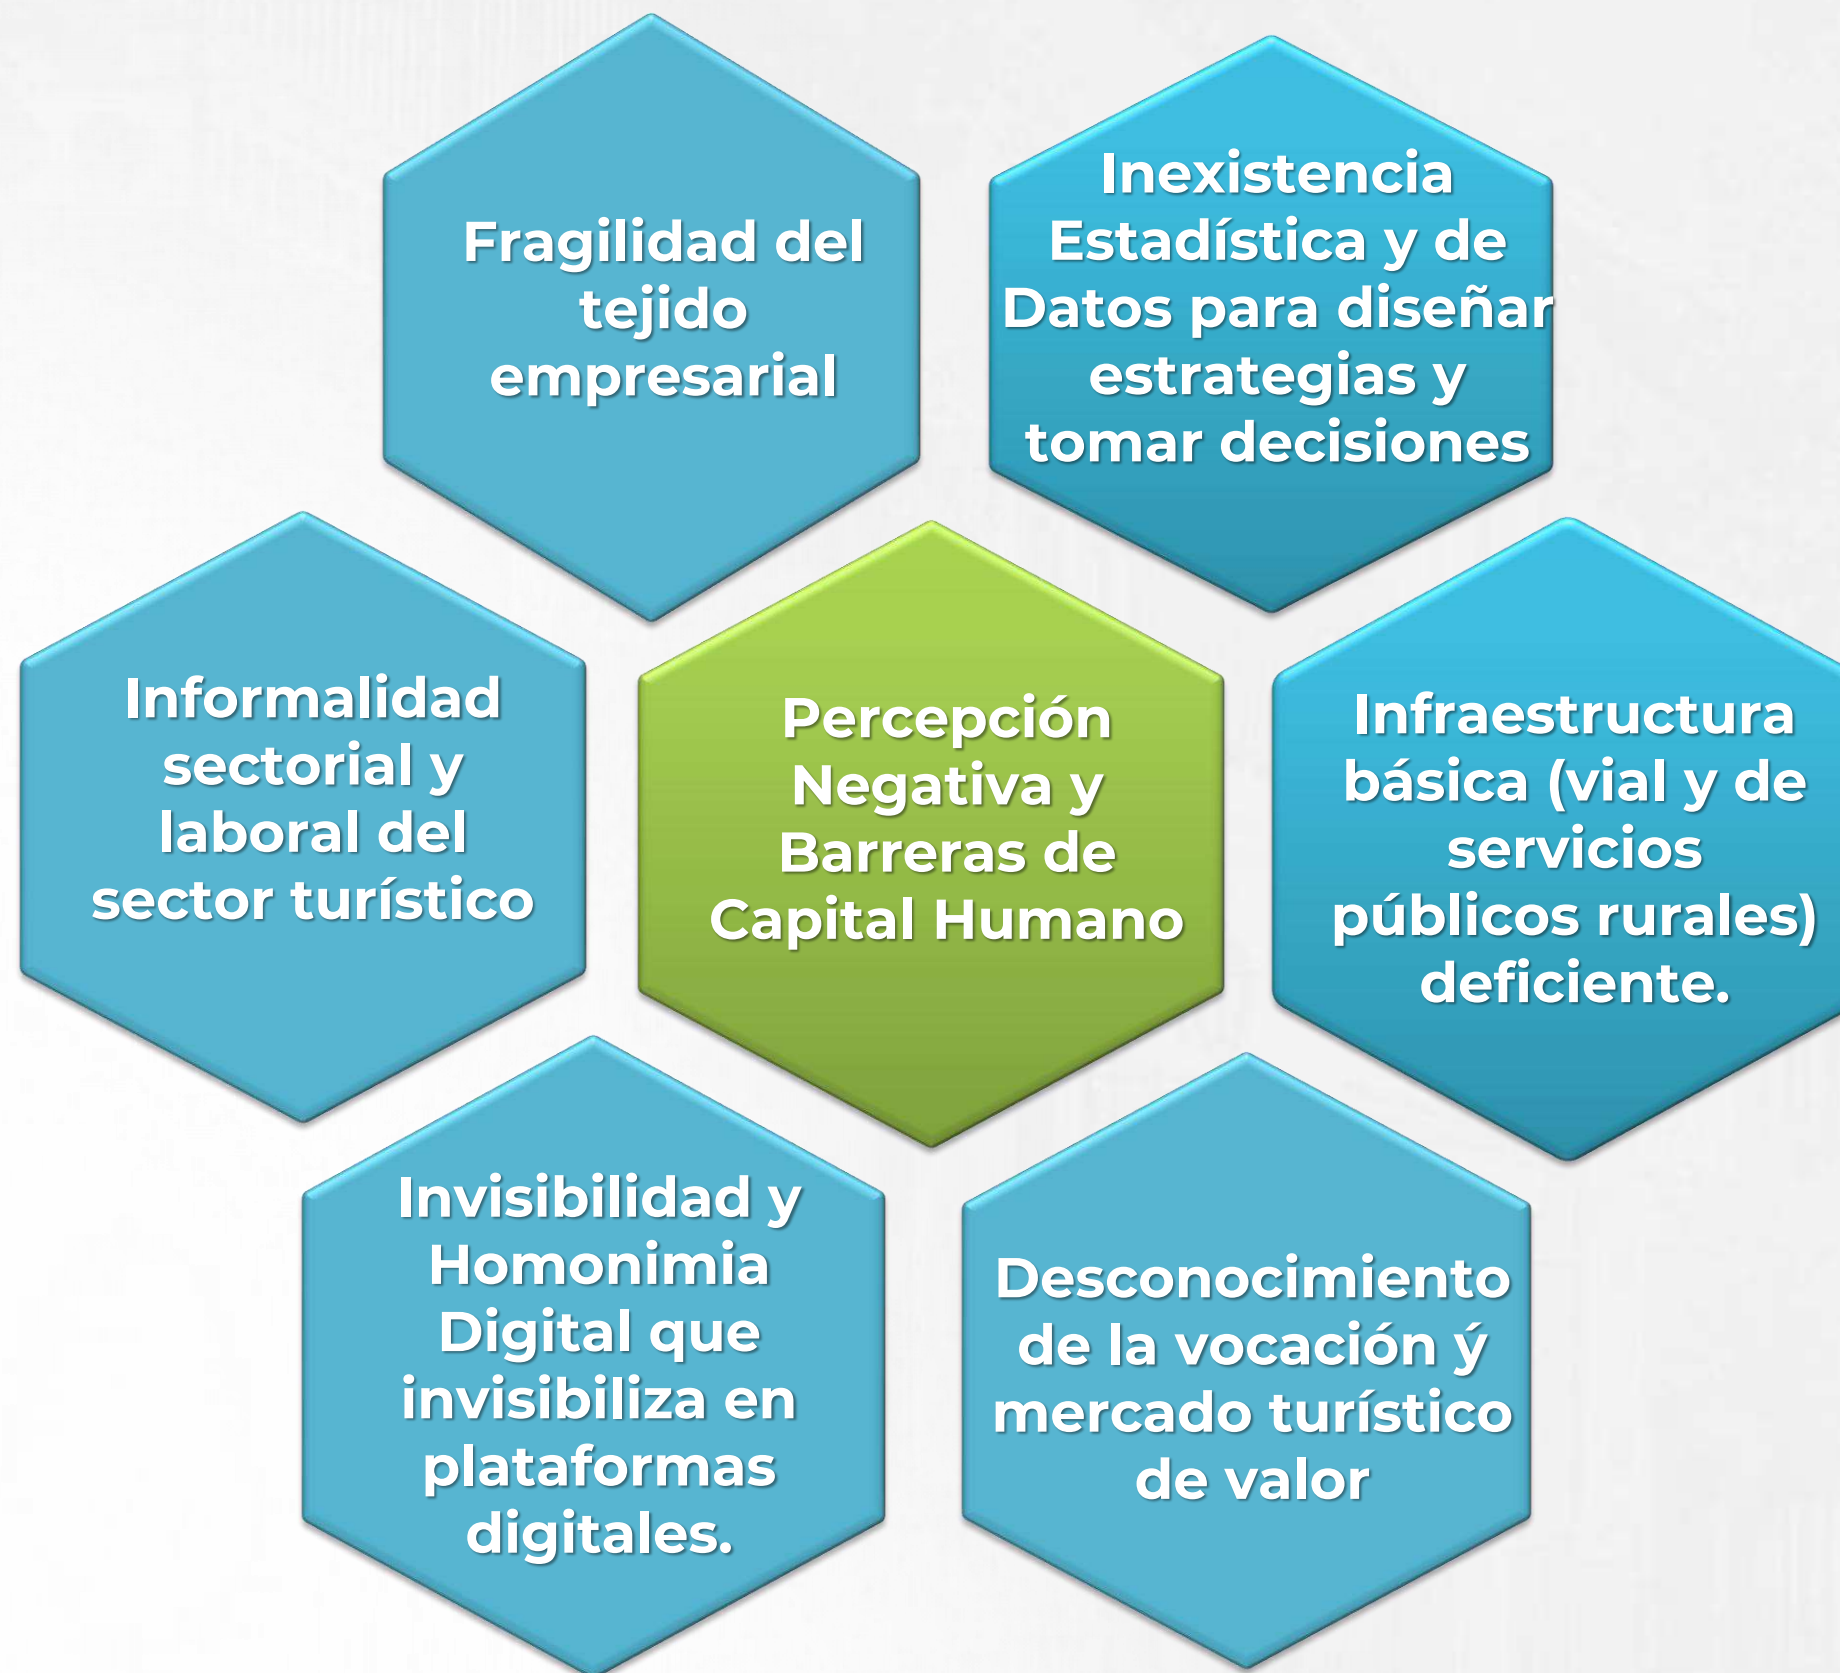 Fragilidad del
tejido
empresarial
Inexistencia
Estadística y de
Datos para diseñar
estrategias y
tomar decisiones
Informalidad
sectorial y
laboral del
sector turístico
Percepción
Negativa y
Barreras de
Capital Humano
Infraestructura
básica (vial y de
servicios
públicos rurales)
deficiente.
Invisibilidad y
Homonimia
Digital que
invisibiliza en
plataformas
digitales.
Desconocimiento
de la vocación ý
mercado turístico
de valor